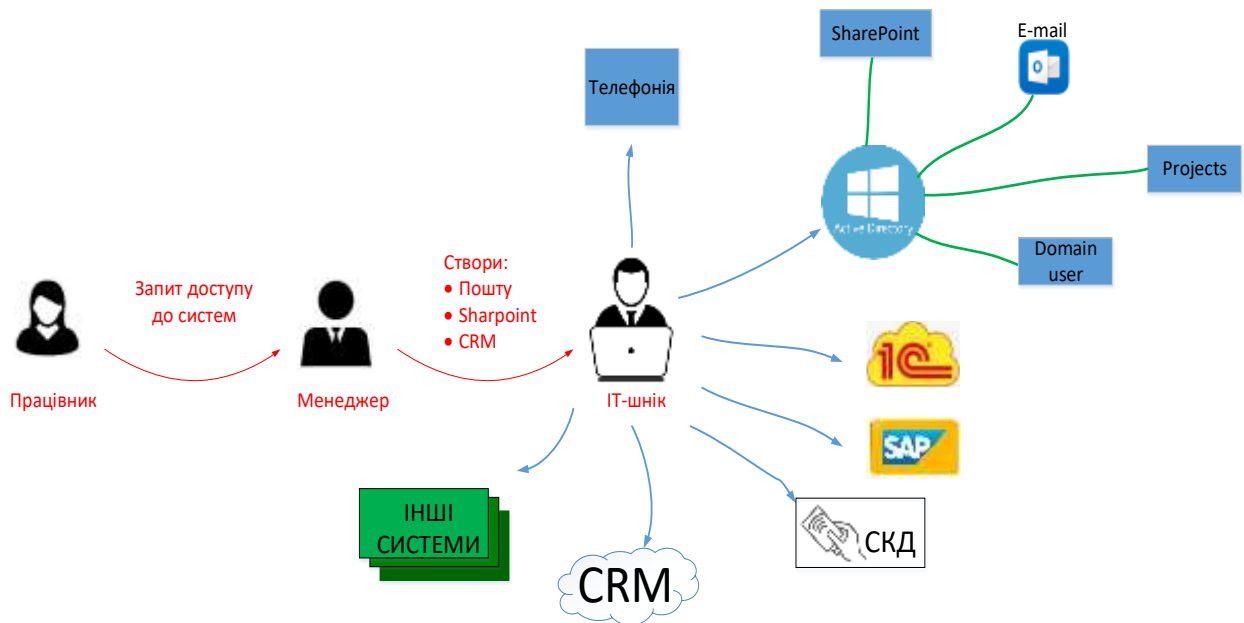 SharePoint
E-mail
Телефонія
Projects
Active Directory
Domain
user
Створи:
• Пошту
• Sharpoint
• CRM
Запит доступу
до систем
Працівник
Менеджер
ІТ-шнік
1С
SAP
ІНШІ
СИСТЕМИ
СКД
CRM